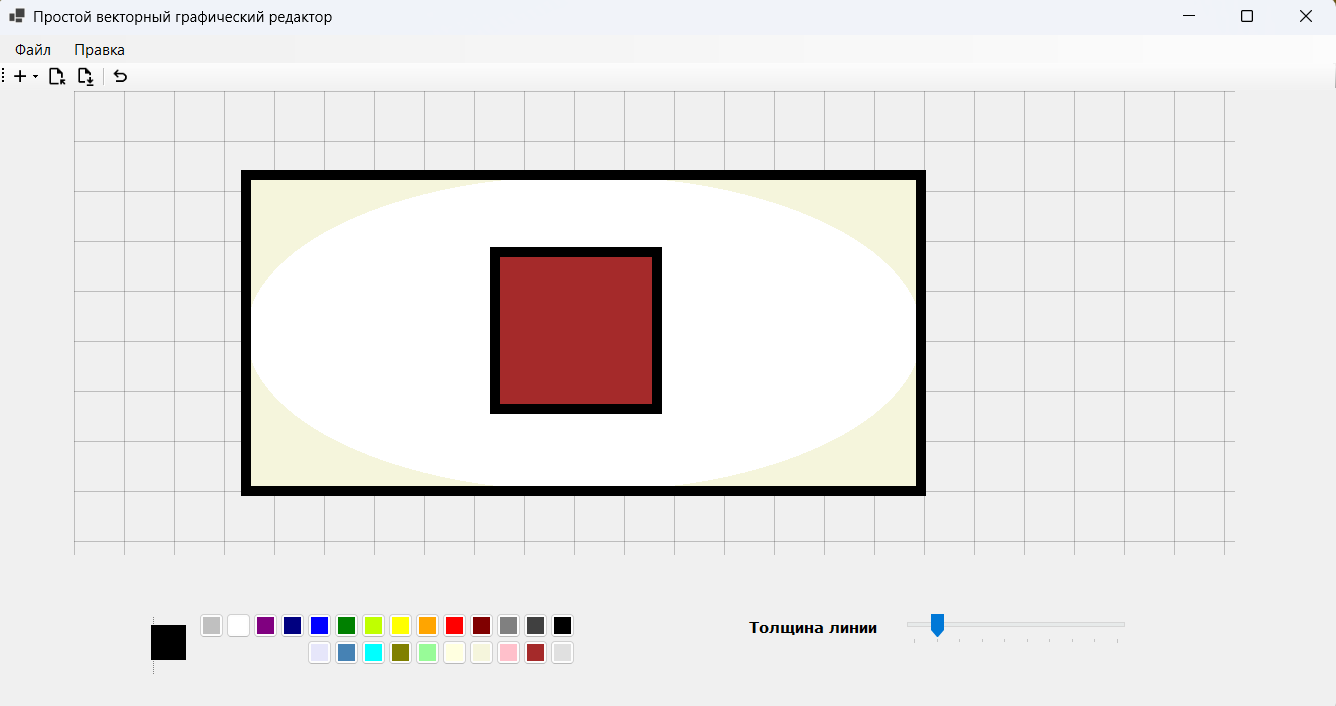 Простой векторный графический редактор
Файл Правка
Толщина линии